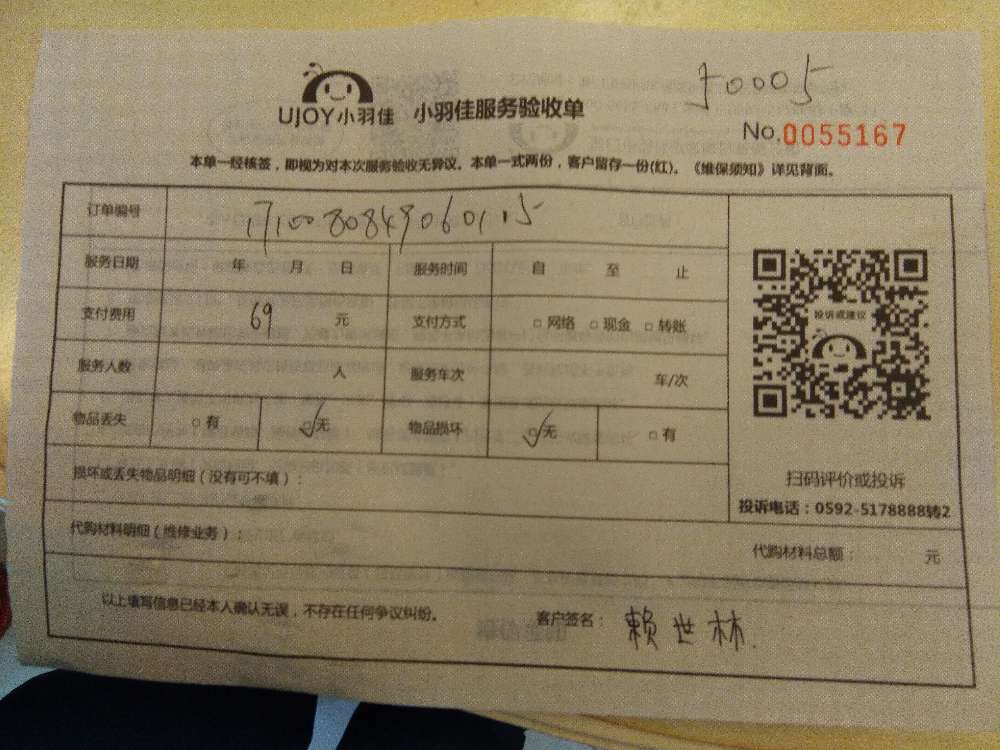 J0005
UJOY小羽佳 小羽佳服务验收单
No.0055167
本单一经核签，即视为对本次服务验收无异议。本单一式两份，客户留存一份(红)。《维保须知》详见背面。
订单编号 1710080849060115
服务日期 年 月 日 服务时间 自 至 止
投诉或建议
支付费用 69 元 支付方式 □网络 □现金 □转账
服务人数 人 服务车次 车/次
物品丢失 □有 ☑无 物品损坏 ☑无 □有
损坏或丢失物品明细（没有可不填）：
扫码评价或投诉
投诉电话：0592-5178888转2
代购材料明细（维修业务）：
代购材料总额： 元
以上填写信息已经本人确认无误，不存在任何争议纠纷。 客户签名： 赖世林